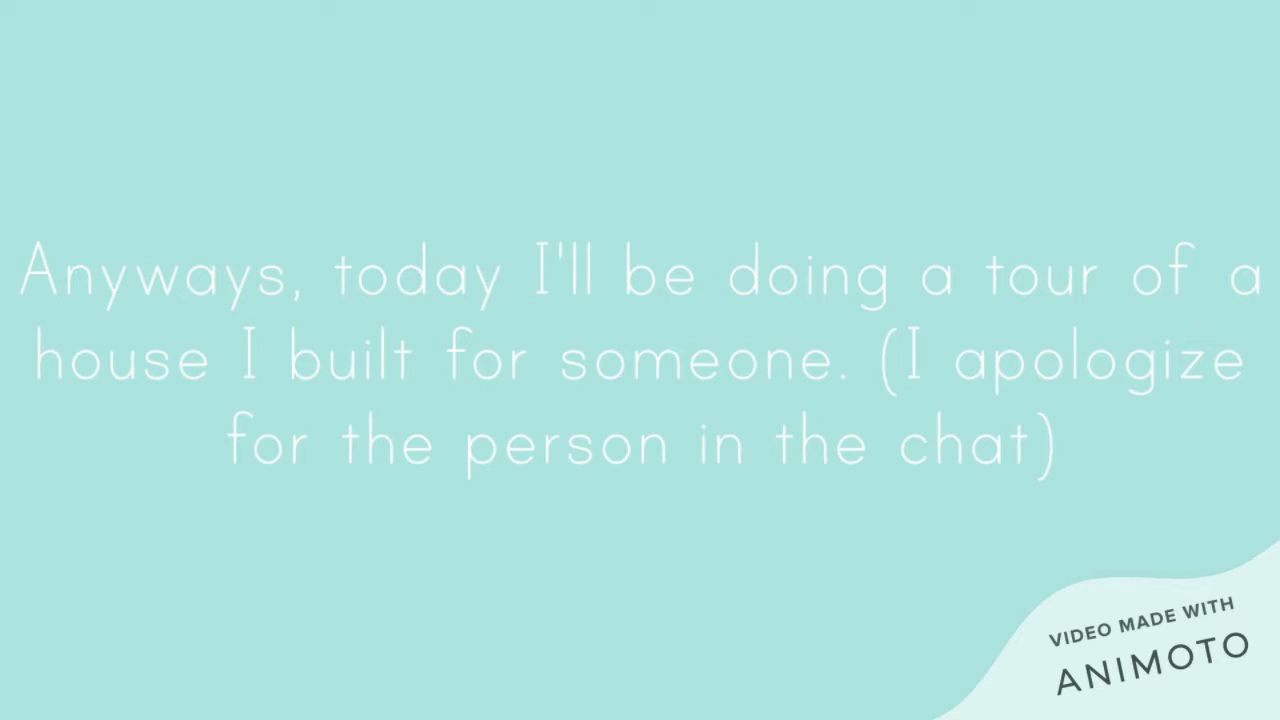 Anyways, today I'll be doing a tour of a
house I built for someone. (I apologize
for the person in the chat)
VIDEO MADE WITH
ANIMOTO